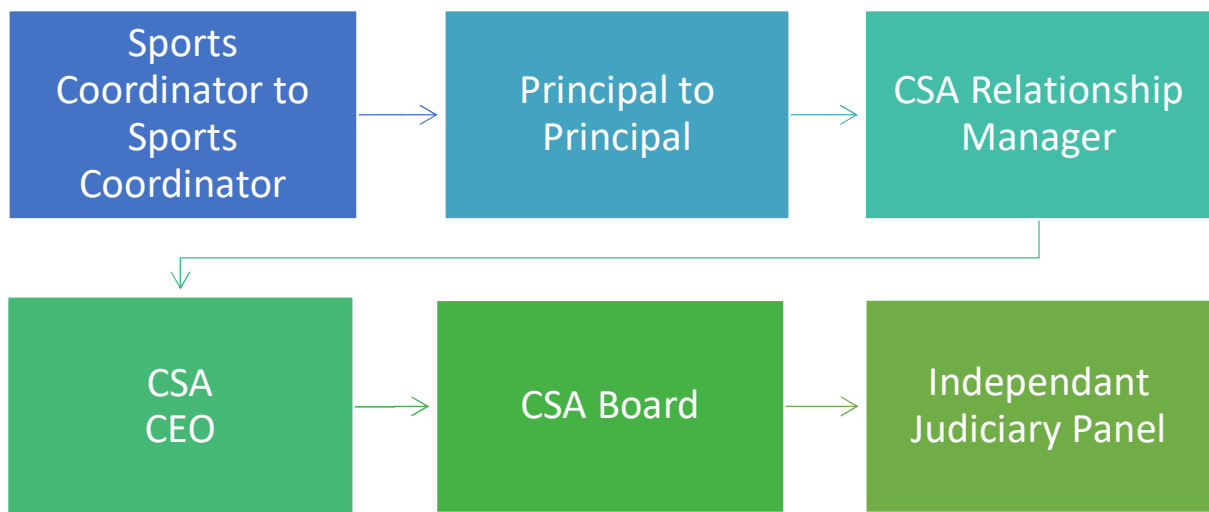 Sports
Coordinator to
Sports
Coordinator
Principal to
Principal
CSA Relationship
Manager
CSA
CEO
CSA Board
Independant
Judiciary Panel